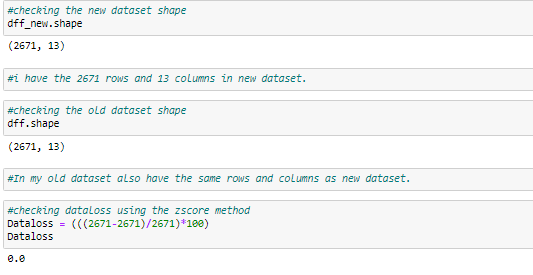 #checking the new dataset shape
dff_new.shape
(2671, 13)
#i have the 2671 rows and 13 columns in new dataset.
#checking the old dataset shape
dff.shape
(2671, 13)
#In my old dataset also have the same rows and columns as new dataset.
#checking dataloss using the zscore method
Dataloss = (((2671-2671)/2671)*100)
Dataloss
0.0